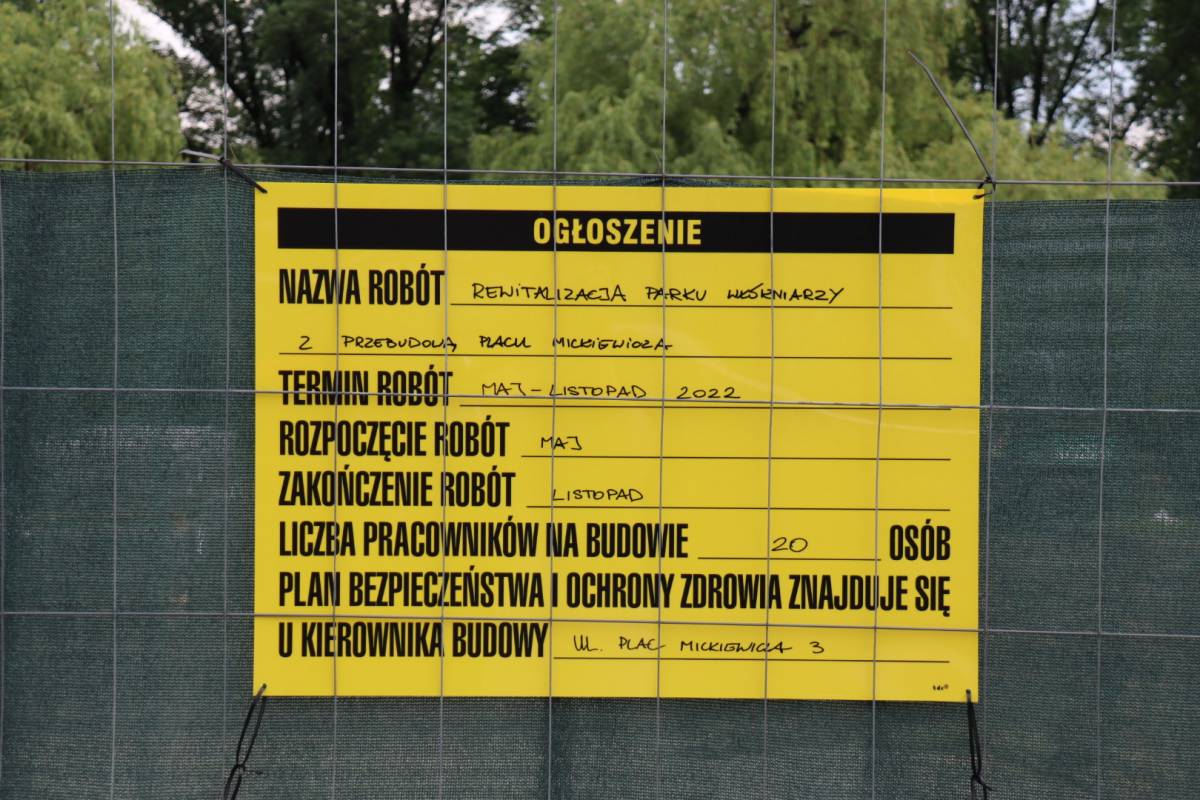 OGŁOSZENIE
NAZWA ROBÓT REWITALIZACJA PARKU WŁÓKNIARZY
Z PRZEBUDOWĄ PLACU MICKIEWICZA
TERMIN ROBÓT MAJ-LISTOPAD 2022
ROZPOCZĘCIE ROBÓT MAJ
ZAKOŃCZENIE ROBÓT LISTOPAD
LICZBA PRACOWNIKÓW NA BUDOWIE 20 OSÓB
PLAN BEZPIECZEŃSTWA I OCHRONY ZDROWIA ZNAJDUJE SIĘ
U KIEROWNIKA BUDOWY UL. PLAC MICKIEWICZA 3